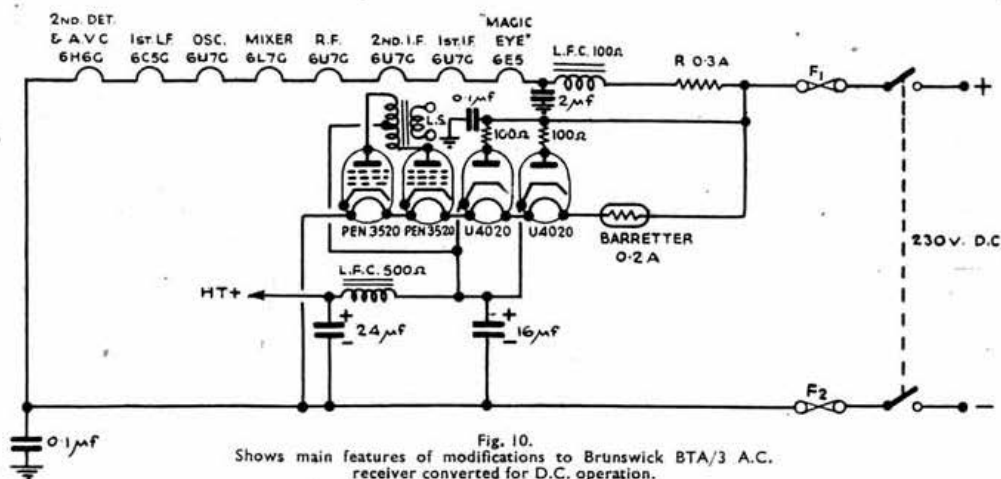 2ND. DET. & A.V.C 6H6G
1ST. L.F. 6C5G
OSC. 6U7G
MIXER 6L7G
R.F. 6U7G
2ND. I.F. 6U7G
1ST. I.F. 6U7G
"MAGIC EYE" 6E5
L.F.C. 100Ω
R 0·3A
F1
+
2μf
0·1μf
L.S.
100Ω
100Ω
PEN 3520
PEN 3520
U4020
U4020
BARRETTER
0·2 A
230V. D.C
L.F.C. 500Ω
HT+
+
24μf
−
+
16μf
−
F2
−
0·1μf
Fig. 10.
Shows main features of modifications to Brunswick BTA/3 A.C.
receiver converted for D.C. operation.